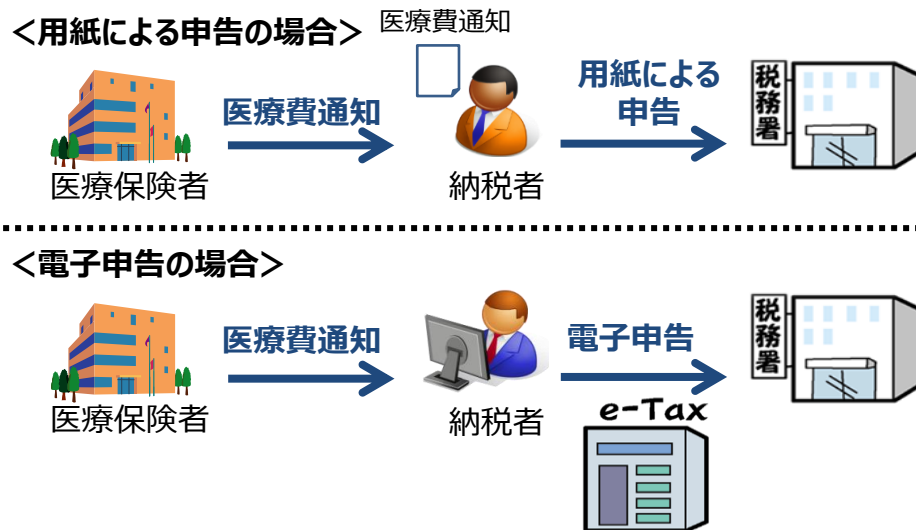 ＜用紙による申告の場合＞
医療費通知
医療費通知
用紙による
申告
税務署
医療保険者
納税者
＜電子申告の場合＞
医療費通知
電子申告
税務署
医療保険者
納税者
e-Tax